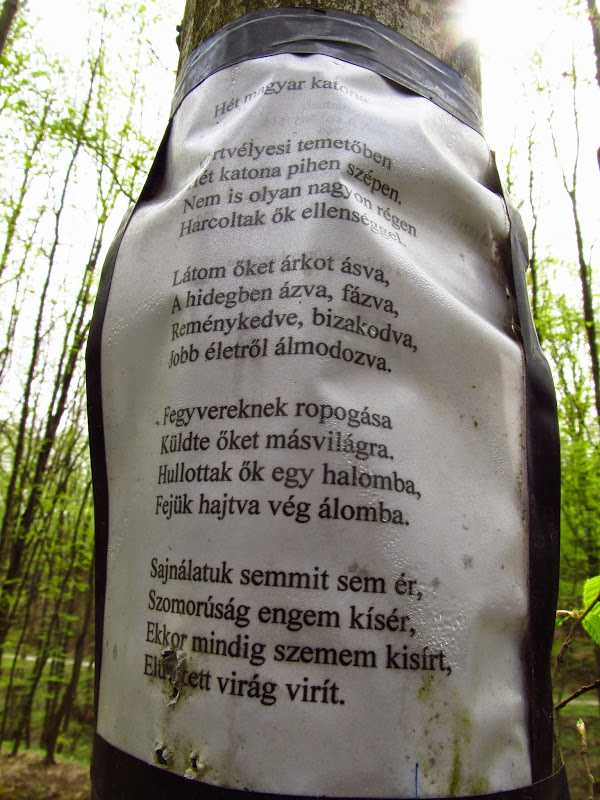 Hét magyar katona
temetőben
Hét katona pihen szépen.
Nem is olyan nagyon régen
Harcoltak ők ellenséggel.
Látom őket árkot ásva,
A hidegben ázva, fázva,
Reménykedve, bizakodva,
Jobb életről álmodozva.
Fegyvereknek ropogása
Küldte őket másvilágra.
Hullottak ők egy halomba,
Fejük hajtva vég álomba.
Sajnálatuk semmit sem ér,
Szomorúság engem kísér,
Ekkor mindig szemem kisírt,
virág virít.